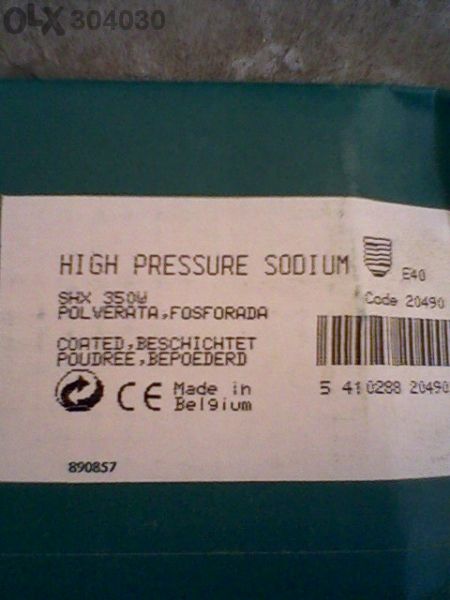 OLX 304030
HIGH PRESSURE SODIUM E40
SHX 350W
Code 20490
POLVERATA,FOSFORADA
COATED,BESCHICHTET
POUDREE,BEPOEDERD
5 410288 20490
CE Made in
Belgium
890857